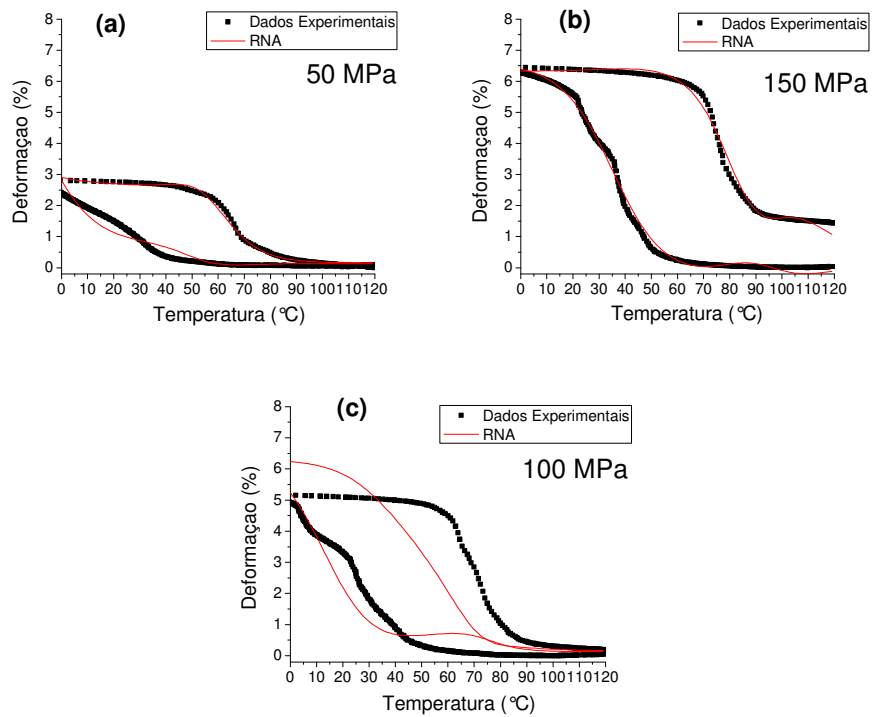 (a)
Dados Experimentais
RNA
50 MPa
Deformaçao (%)
8
7
6
5
4
3
2
1
0
0 10 20 30 40 50 60 70 80 90 100 110 120
Temperatura (°C)
(b)
Dados Experimentais
RNA
150 MPa
Deformaçao (%)
8
7
6
5
4
3
2
1
0
0 10 20 30 40 50 60 70 80 90 100 110 120
Temperatura (°C)
(c)
Dados Experimentais
RNA
100 MPa
Deformaçao (%)
8
7
6
5
4
3
2
1
0
0 10 20 30 40 50 60 70 80 90 100 110 120
Temperatura (°C)